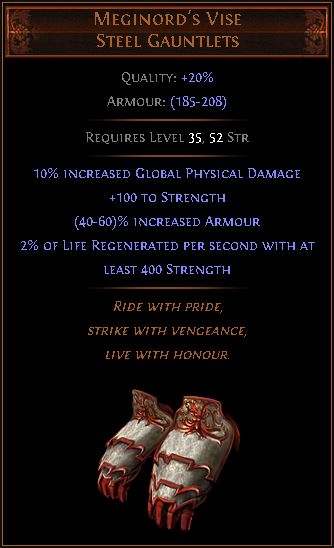 Meginord's Vise
Steel Gauntlets
Quality: +20%
Armour: (185-208)
Requires Level 35, 52 Str
10% increased Global Physical Damage
+100 to Strength
(40-60)% increased Armour
2% of Life Regenerated per second with at
least 400 Strength
Ride with pride,
strike with vengeance,
live with honour.